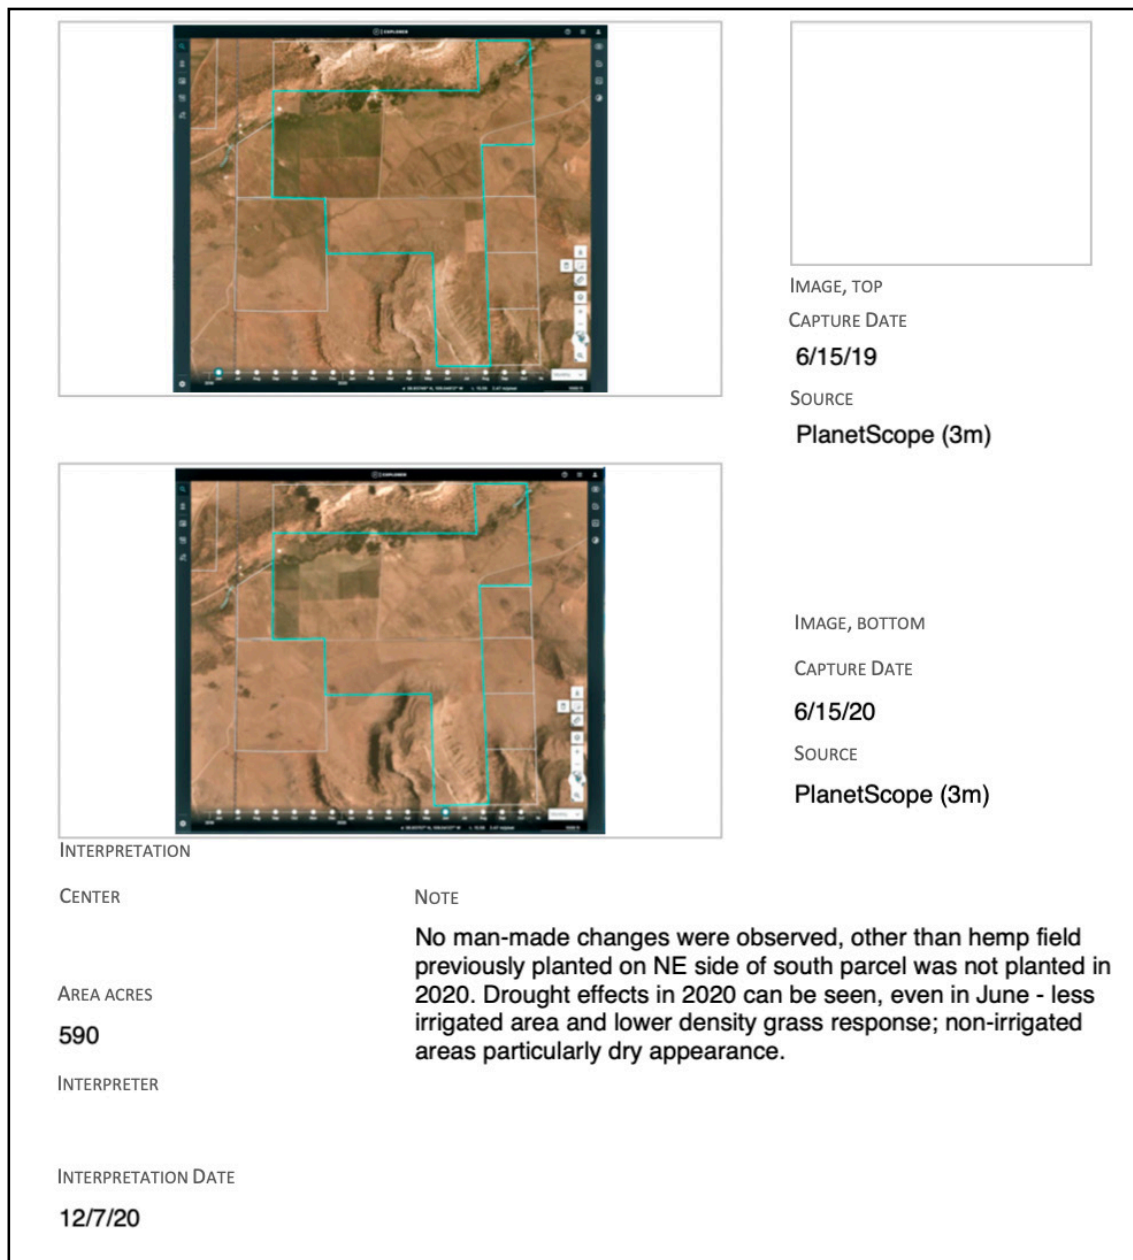 EXPLORER
IMAGE, TOP
CAPTURE DATE
6/15/19
SOURCE
PlanetScope (3m)
EXPLORER
IMAGE, BOTTOM
CAPTURE DATE
6/15/20
SOURCE
PlanetScope (3m)
INTERPRETATION
CENTER
NOTE
No man-made changes were observed, other than hemp field
previously planted on NE side of south parcel was not planted in
2020. Drought effects in 2020 can be seen, even in June - less
irrigated area and lower density grass response; non-irrigated
areas particularly dry appearance.
AREA ACRES
590
INTERPRETER
INTERPRETATION DATE
12/7/20